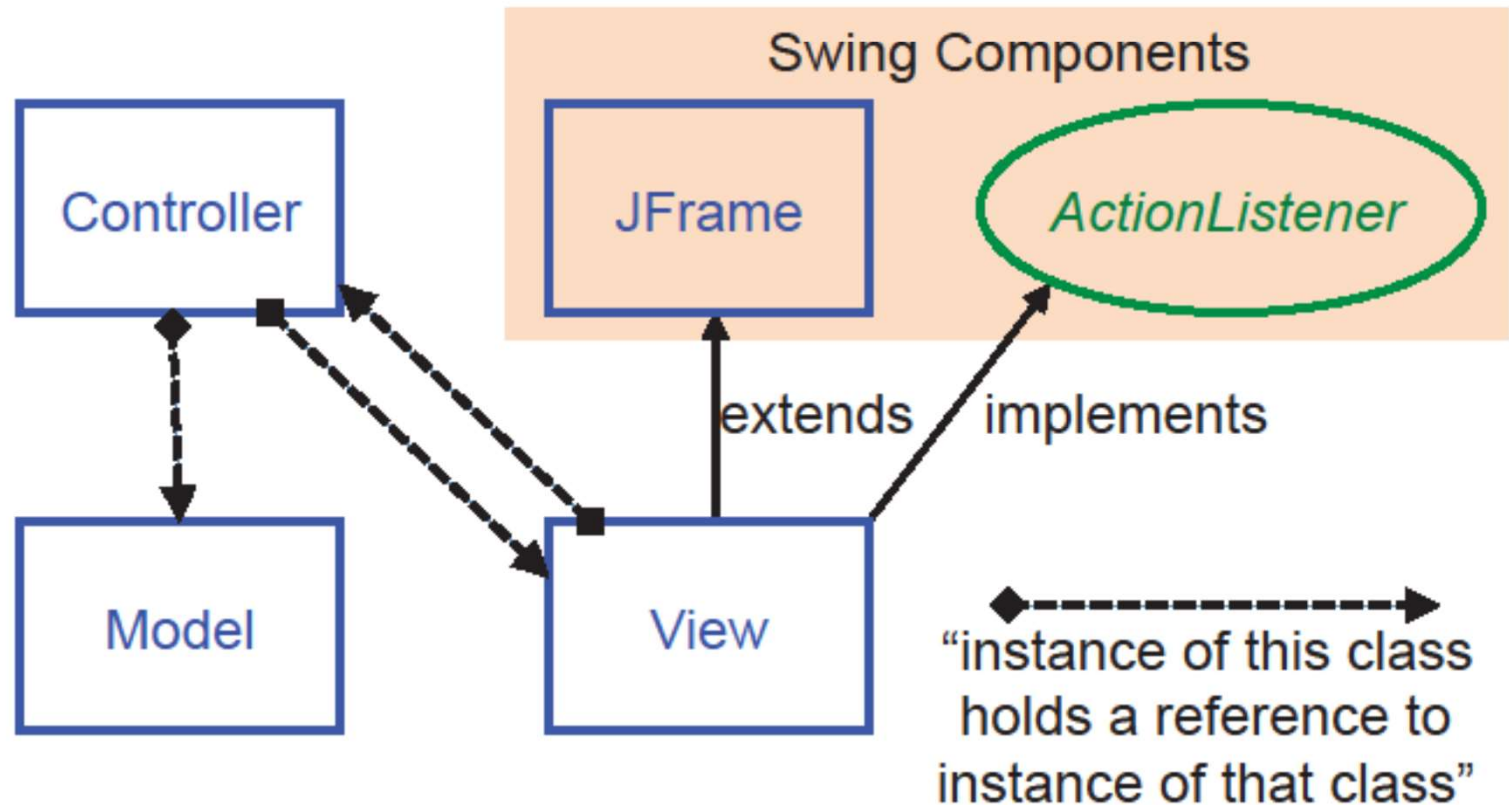 Swing Components
Controller
JFrame
ActionListener
extends
implements
Model
View
“instance of this class
holds a reference to
instance of that class”